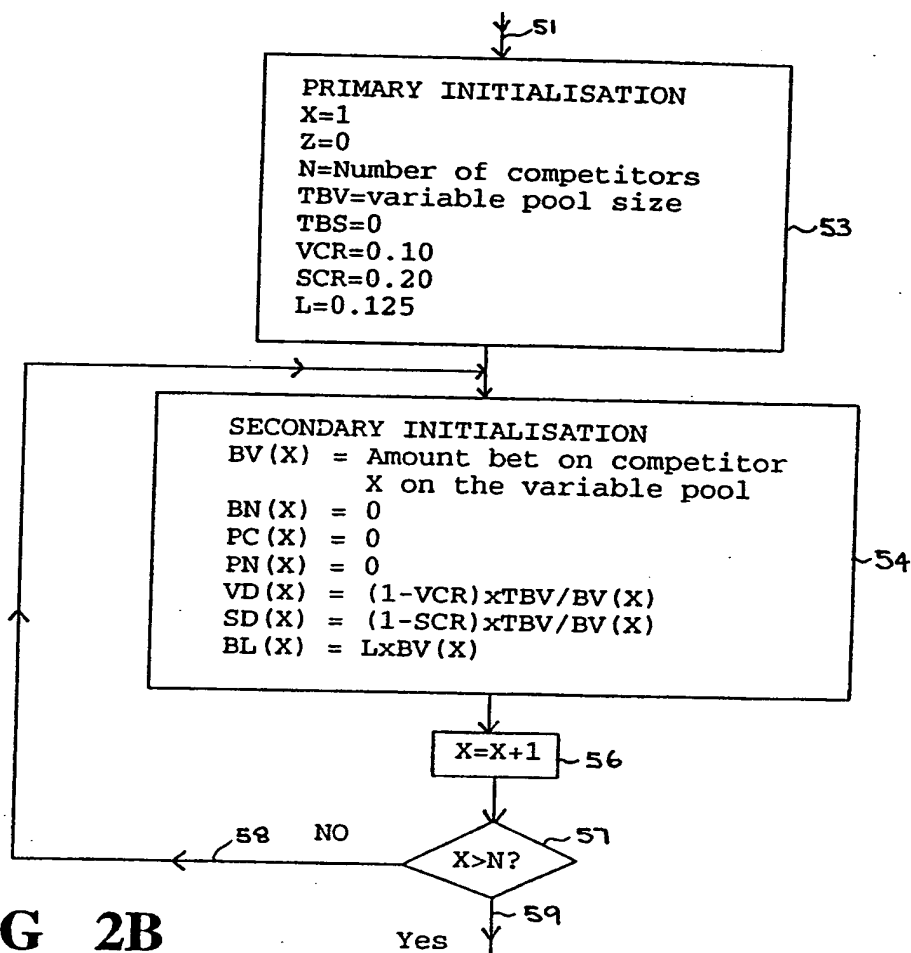 51
PRIMARY INITIALISATION
X=1
Z=0
N=Number of competitors
TBV=variable pool size
TBS=0
VCR=0.10
SCR=0.20
L=0.125
53
SECONDARY INITIALISATION
BV(X) = Amount bet on competitor
X on the variable pool
BN(X) = 0
PC(X) = 0
PN(X) = 0
VD(X) = (1-VCR)xTBV/BV(X)
SD(X) = (1-SCR)xTBV/BV(X)
BL(X) = LxBV(X)
54
X=X+1
56
58 NO
X>N?
57
59
G 2B
Yes